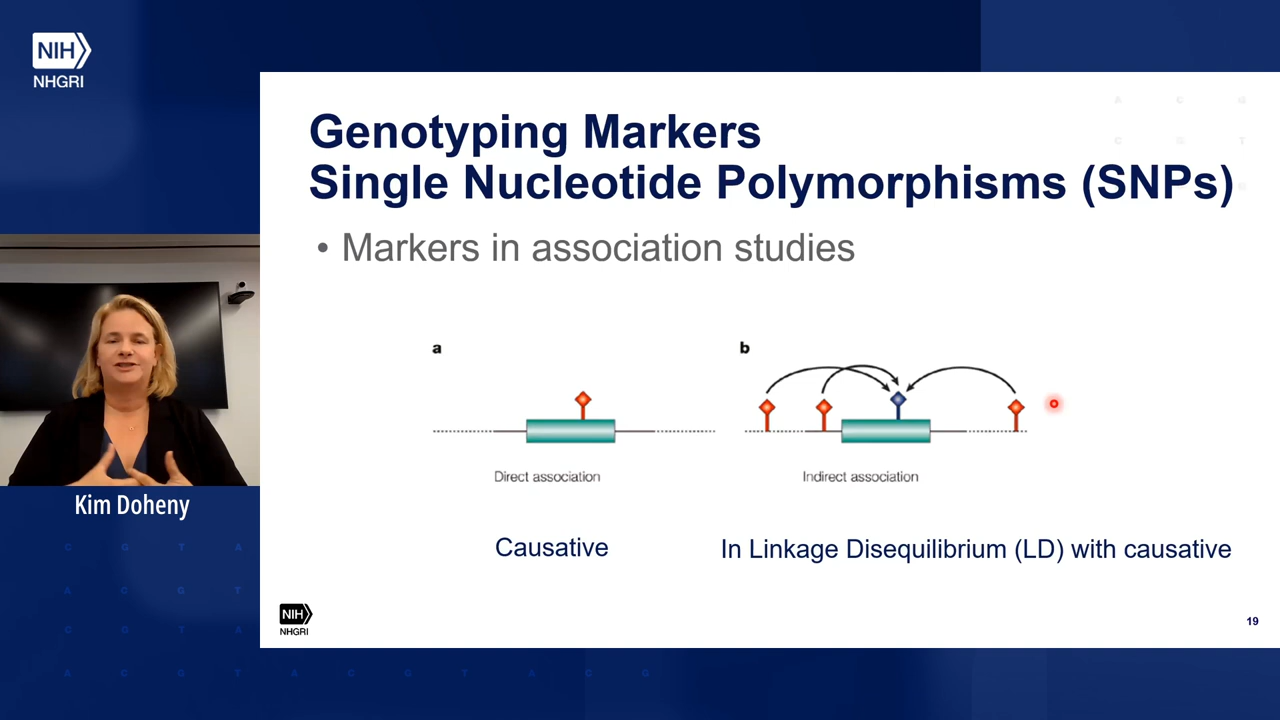 NIH
NHGRI
Genotyping Markers
Single Nucleotide Polymorphisms (SNPs)
• Markers in association studies
a
b
Direct association
Indirect association
Causative
In Linkage Disequilibrium (LD) with causative
Kim Doheny
NIH
NHGRI
19